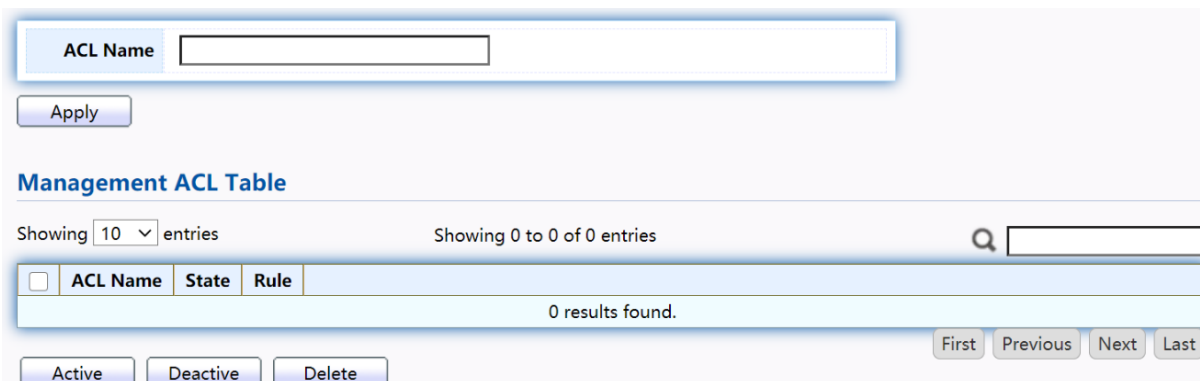 ACL Name
Apply
Management ACL Table
Showing 10 entries
Showing 0 to 0 of 0 entries
ACL Name State Rule
0 results found.
First Previous Next Last
Active Deactive Delete